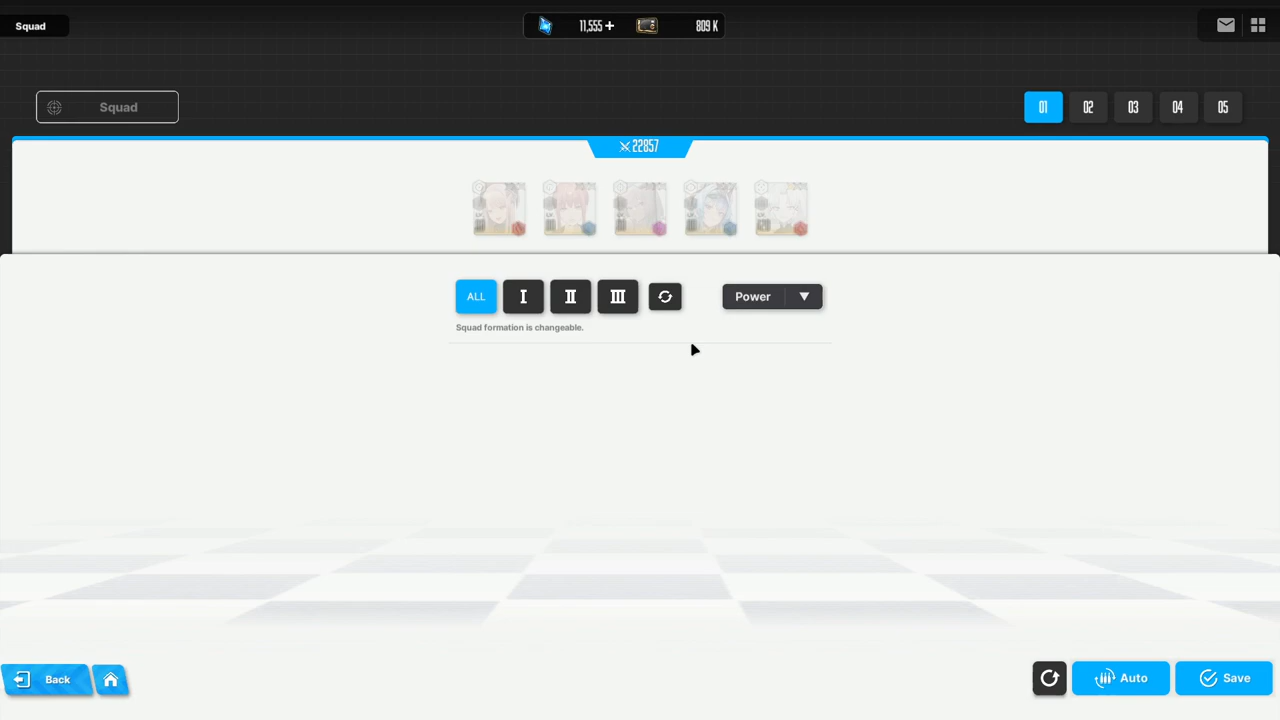 Squad
11,555 +
809 K
Squad
01
02
03
04
05
22857
ALL
I
II
III
Power
Squad formation is changeable.
Back
Auto
Save